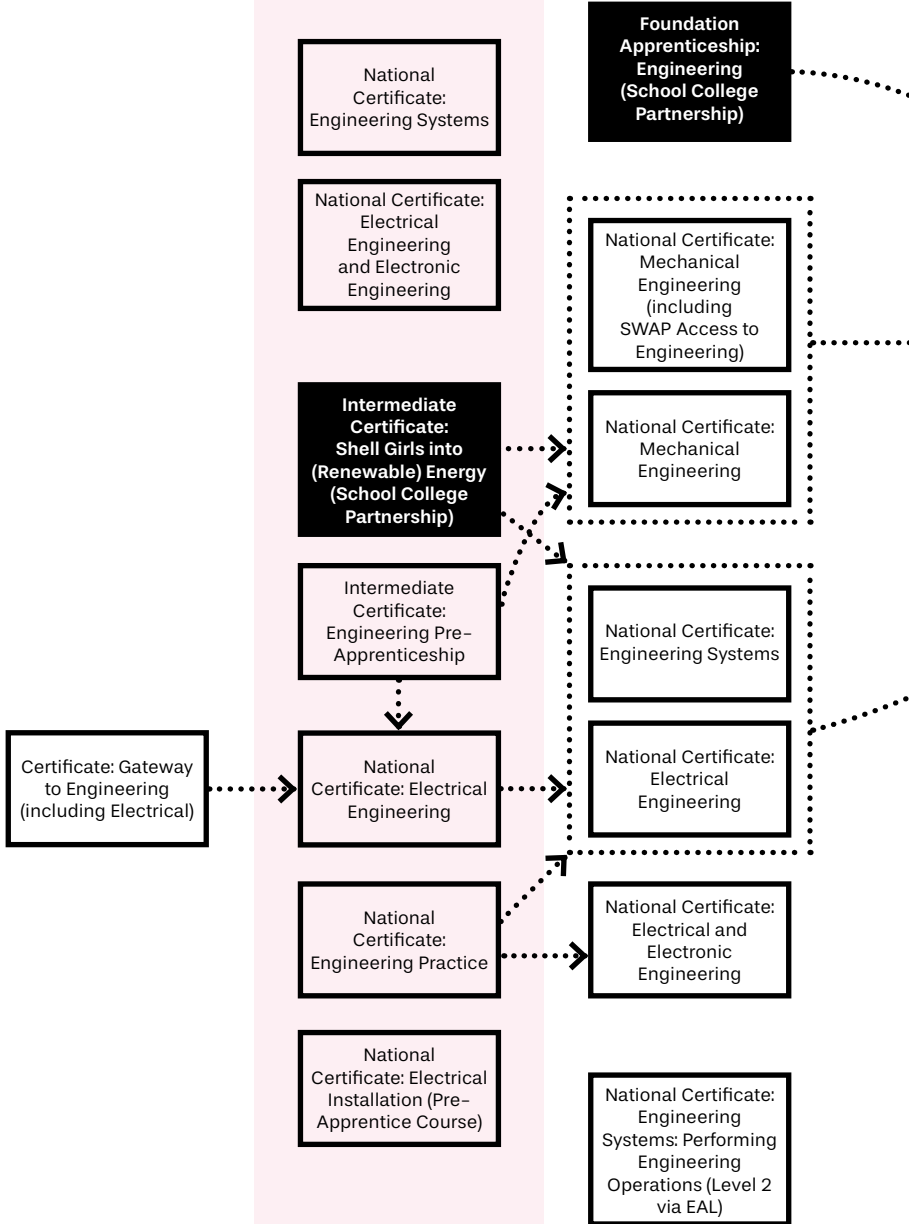 National
Certificate:
Engineering Systems
National Certificate:
Electrical
Engineering
and Electronic
Engineering
Intermediate
Certificate:
Shell Girls into
(Renewable) Energy
(School College
Partnership)
Intermediate
Certificate:
Engineering Pre-
Apprenticeship
Certificate: Gateway
to Engineering
(including Electrical)
National
Certificate: Electrical
Engineering
National
Certificate:
Engineering Practice
National
Certificate: Electrical
Installation (Pre-
Apprentice Course)
Foundation
Apprenticeship:
Engineering
(School College
Partnership)
National Certificate:
Mechanical
Engineering
(including
SWAP Access to
Engineering)
National Certificate:
Mechanical
Engineering
National Certificate:
Engineering Systems
National Certificate:
Electrical
Engineering
National Certificate:
Electrical and
Electronic
Engineering
National Certificate:
Engineering
Systems: Performing
Engineering
Operations (Level 2
via EAL)